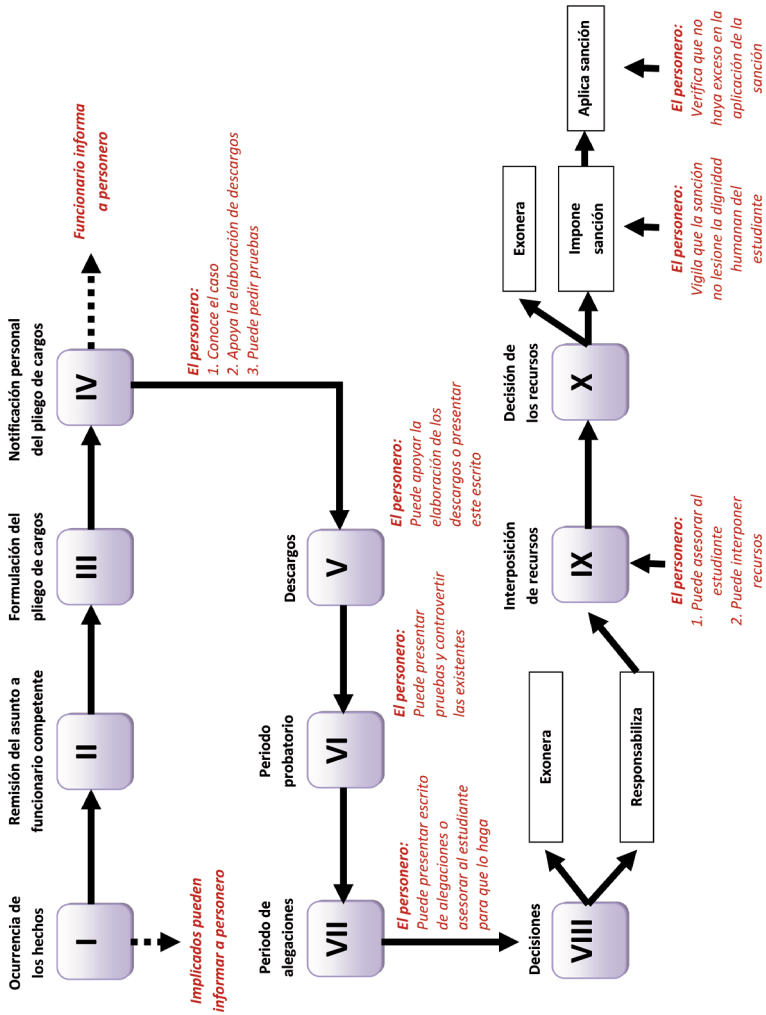 Ocurrencia de
los hechos
I
Implicados pueden
informar a personero
Remisión del asunto a
funcionario competente
II
Formulación del
pliego de cargos
III
Notificación personal
del pliego de cargos
IV
Funcionario informa
a personero
El personero:
1. Conoce el caso
2. Apoya la elaboración de descargos
3. Puede pedir pruebas
Descargos
V
El personero:
Puede apoyar la
elaboración de los
descargos o presentar
este escrito
Periodo
probatorio
VI
El personero:
Puede presentar
pruebas y controvertir
las existentes
Periodo de
alegaciones
VII
El personero:
Puede presentar escrito
de alegaciones o
asesorar al estudiante
para que lo haga
Decisiones
VIII
Exonera
Responsabiliza
Interposición
de recursos
IX
El personero:
1. Puede asesorar al
estudiante
2. Puede interponer
recursos
Decisión de
los recursos
X
Exonera
Impone
sanción
El personero:
Vigila que la sanción
no lesione la dignidad
humanan del
estudiante
Aplica sanción
El personero:
Verifica que no
haya exceso en la
aplicación de la
sanción